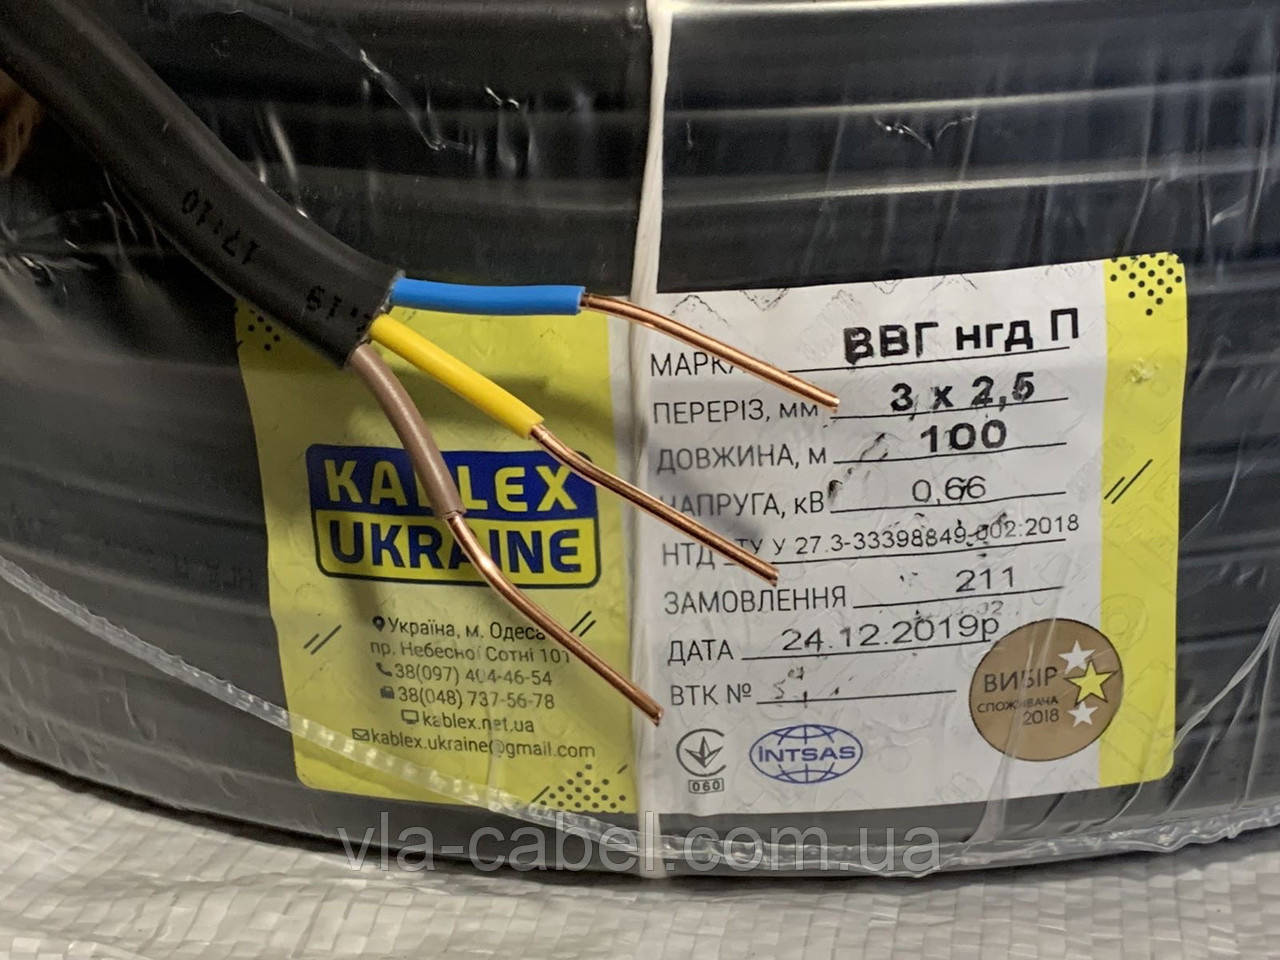 17:10
19
KABLEX
UKRAINE
Україна, м. Одеса
пр. Небесної Сотні 101
38(097) 404-46-54
38(048) 737-56-78
kablex.net.ua
kablex.ukraine@gmail.com
МАРКА ВВГ нгд П
ПЕРЕРІЗ, мм 3 х 2,5
ДОВЖИНА, м 100
НАПРУГА, кВ 0,66
НТД ТУ У 27.3-33398849-002:2018
ЗАМОВЛЕННЯ 211
ДАТА 24.12.2019р
ВТК №
060
INTSAS
ВИБІР
СПОЖИВАЧА
2018
vla-cabel.com.ua